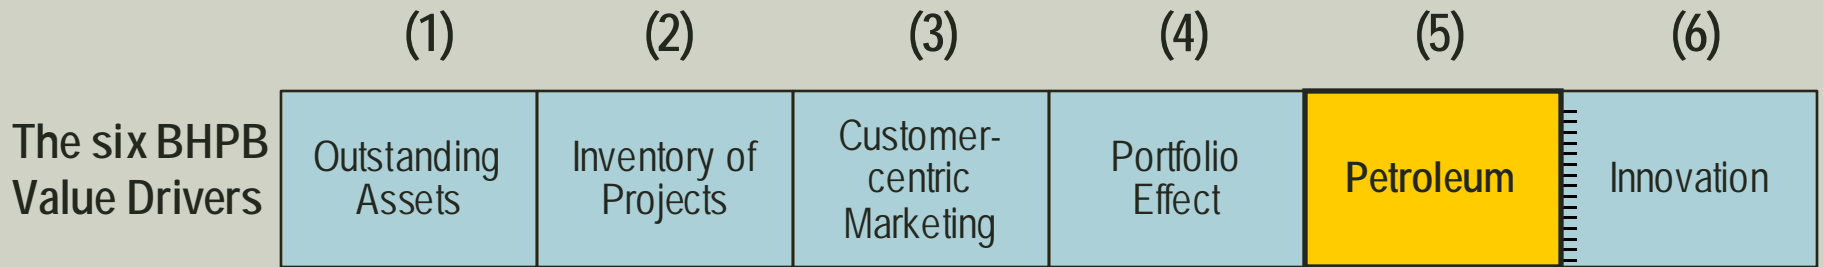 (1) (2) (3) (4) (5) (6)
The six BHPB
Value Drivers
Outstanding
Assets
Inventory of
Projects
Customer-
centric
Marketing
Portfolio
Effect
Petroleum
Innovation